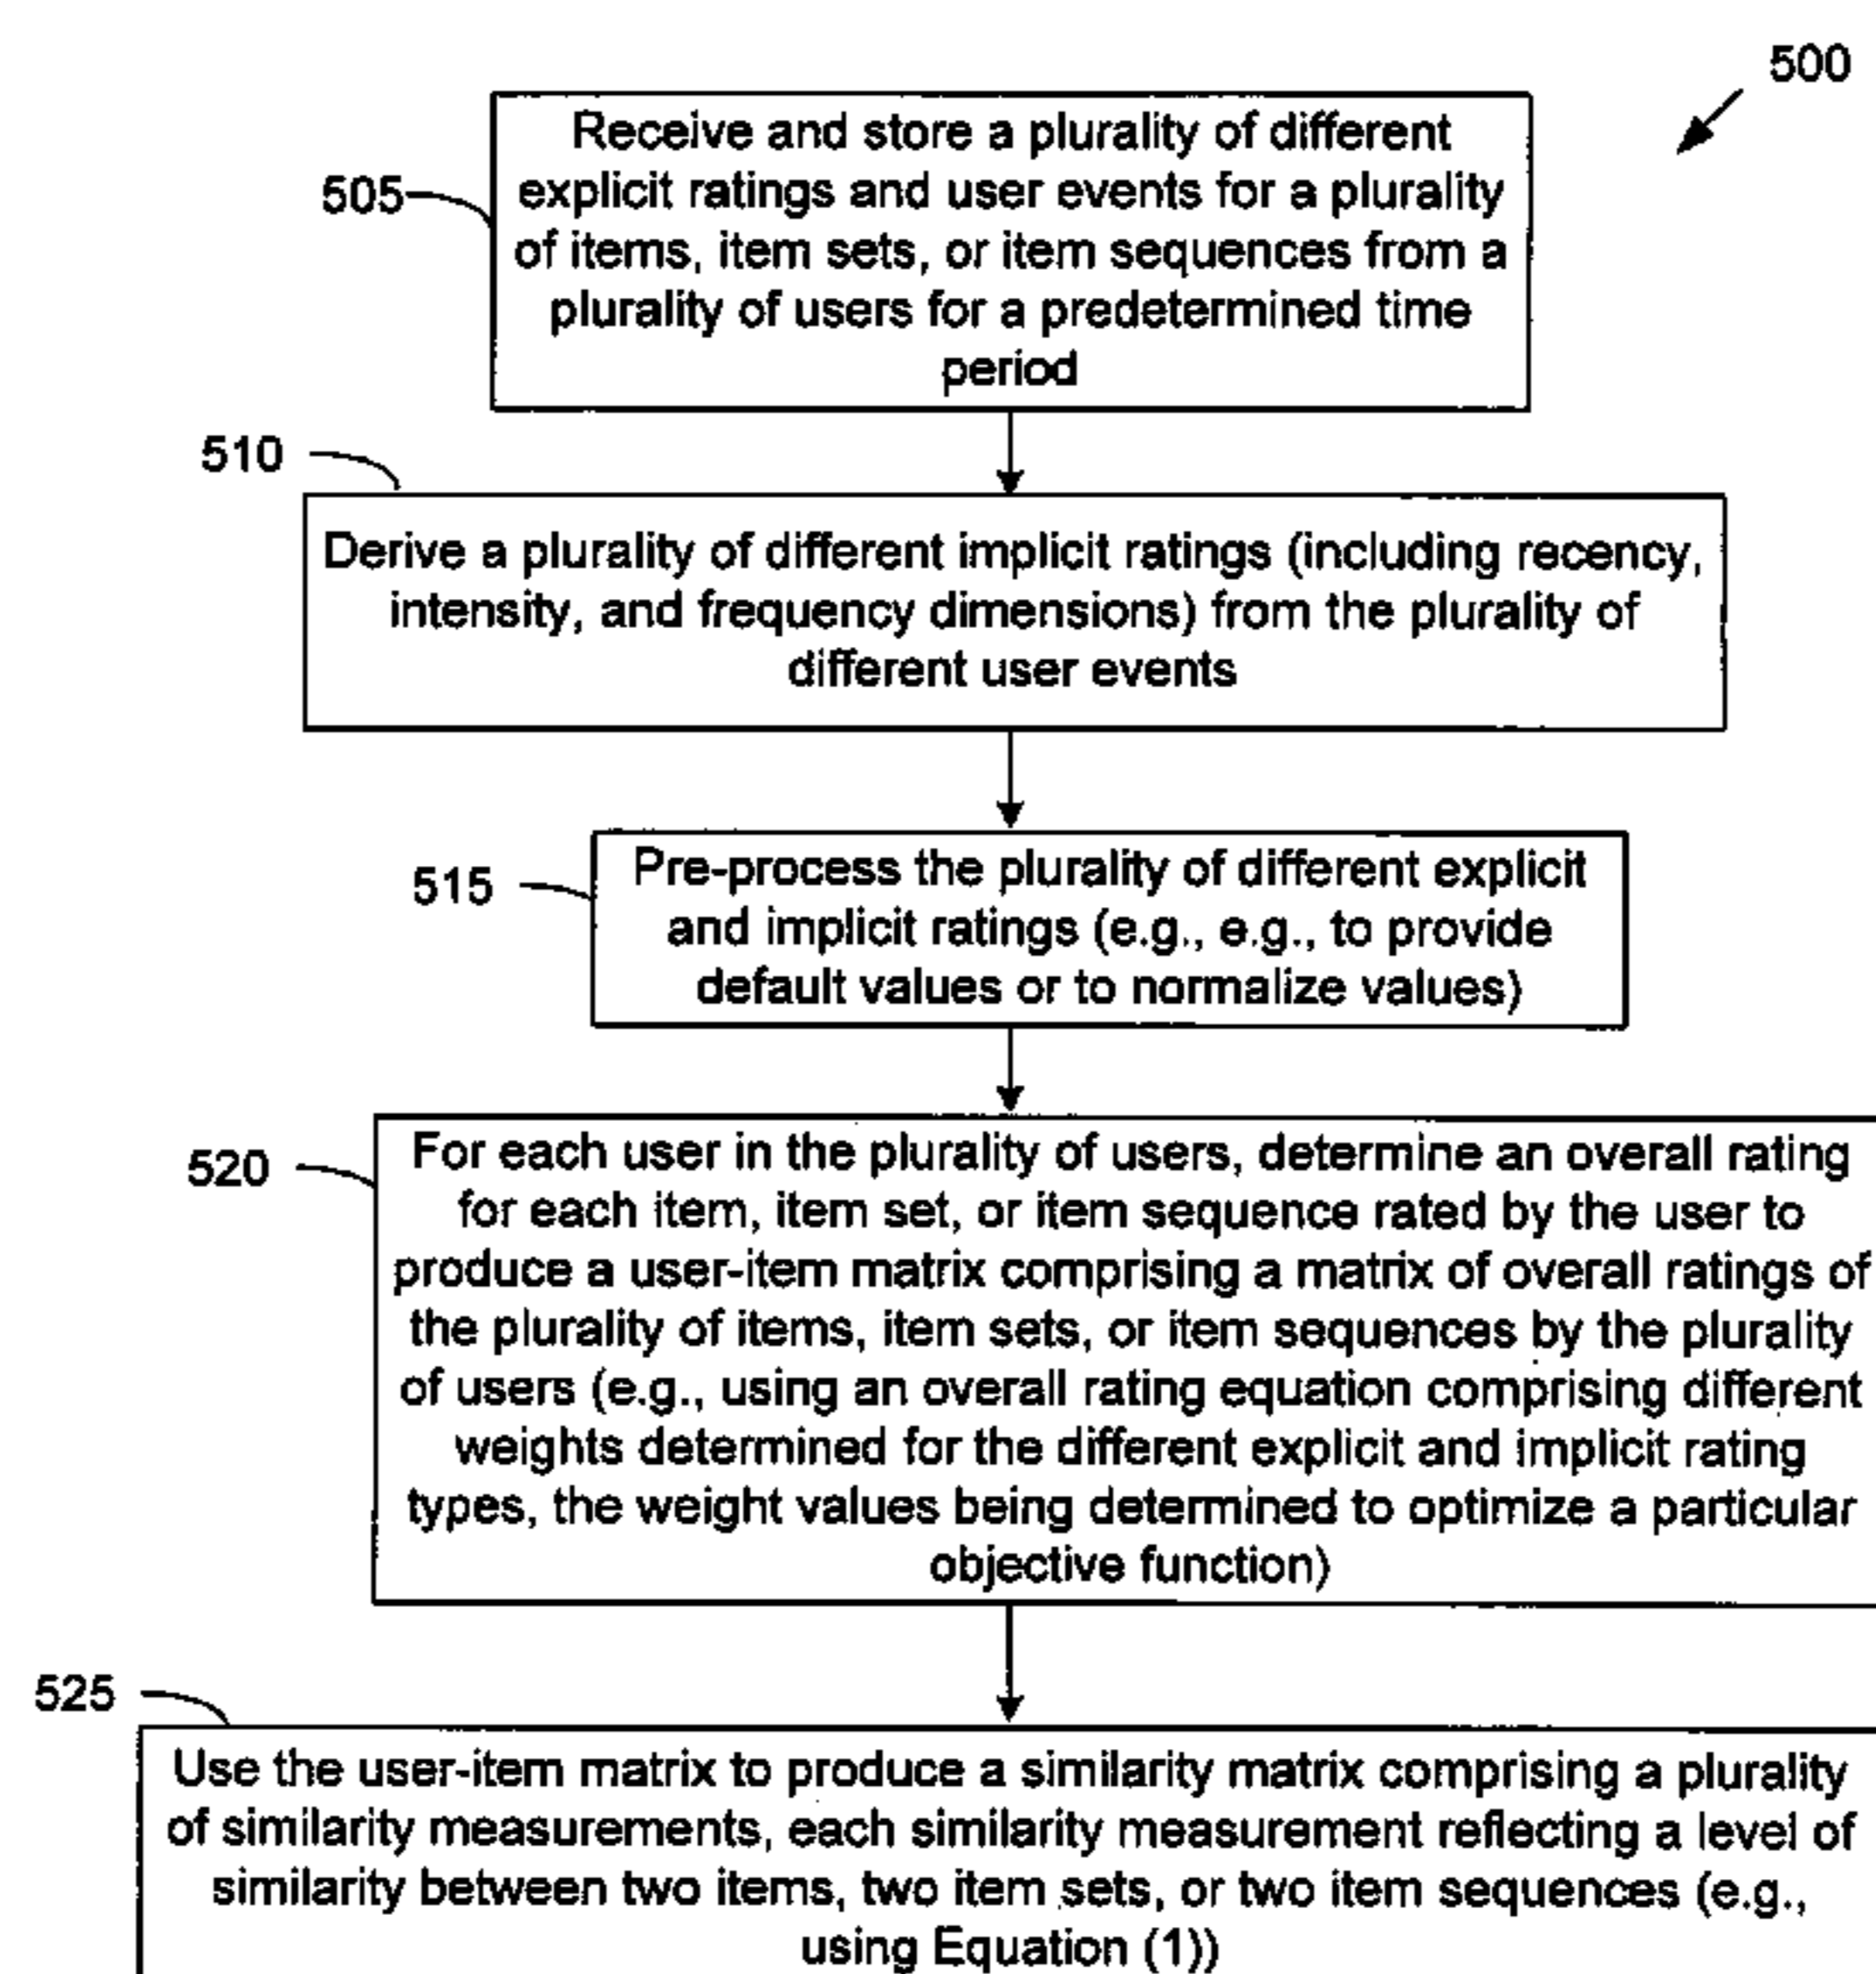 500
Receive and store a plurality of different
explicit ratings and user events for a plurality
of items, item sets, or item sequences from a
plurality of users for a predetermined time
period
505
510
Derive a plurality of different implicit ratings (including recency,
intensity, and frequency dimensions) from the plurality of
different user events
515
Pre-process the plurality of different explicit
and implicit ratings (e.g., e.g., to provide
default values or to normalize values)
520
For each user in the plurality of users, determine an overall rating
for each item, item set, or item sequence rated by the user to
produce a user-item matrix comprising a matrix of overall ratings of
the plurality of items, item sets, or item sequences by the plurality
of users (e.g., using an overall rating equation comprising different
weights determined for the different explicit and implicit rating
types, the weight values being determined to optimize a particular
objective function)
525
Use the user-item matrix to produce a similarity matrix comprising a plurality
of similarity measurements, each similarity measurement reflecting a level of
similarity between two items, two item sets, or two item sequences (e.g.,
using Equation (1))